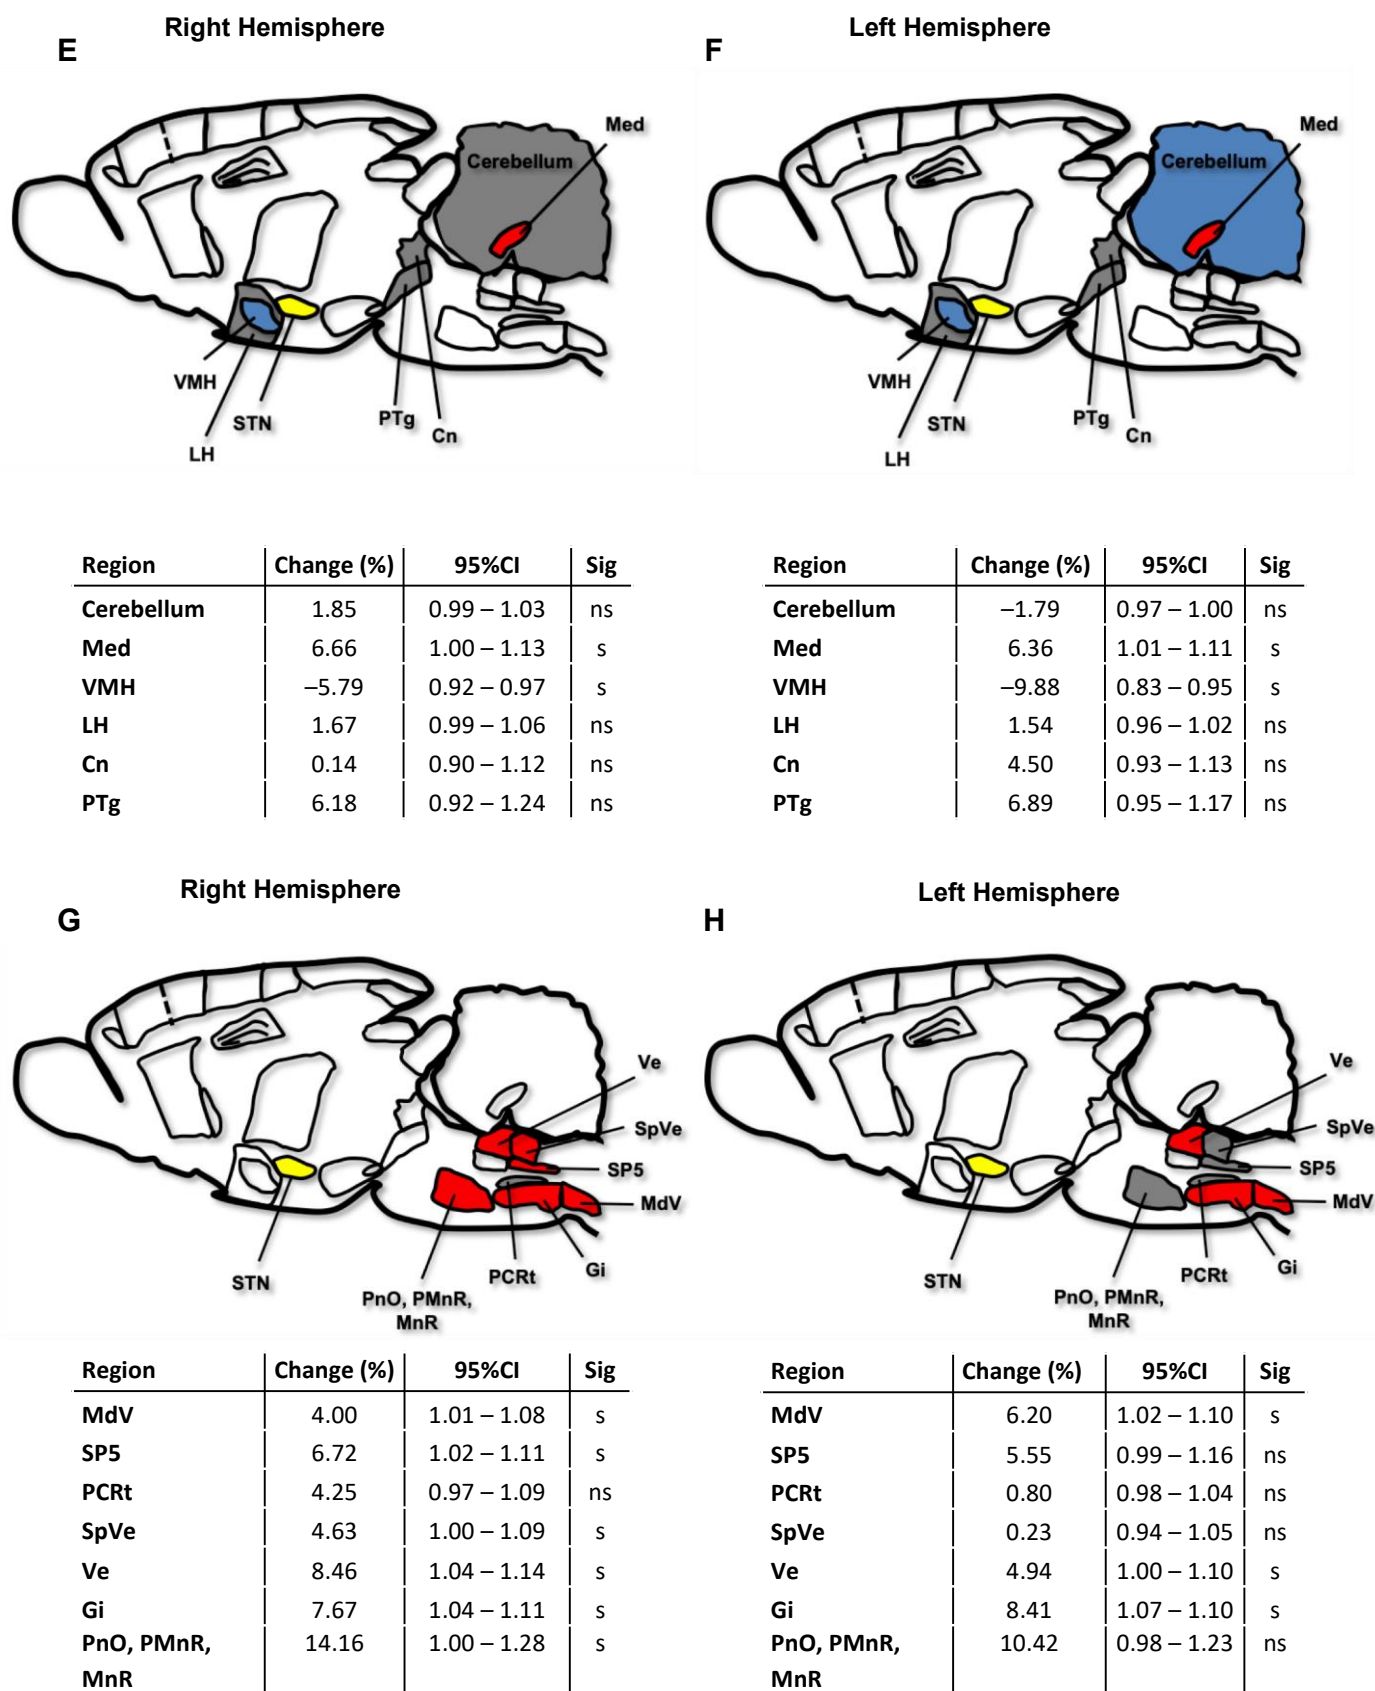 Right Hemisphere
Left Hemisphere
E
F
Med
Med
Cerebellum
Cerebellum
VMH
STN
LH
PTg
Cn
VMH
STN
LH
PTg
Cn
Region Change (%) 95%CI Sig
Cerebellum 1.85 0.99 – 1.03 ns
Med 6.66 1.00 – 1.13 s
VMH –5.79 0.92 – 0.97 s
LH 1.67 0.99 – 1.06 ns
Cn 0.14 0.90 – 1.12 ns
PTg 6.18 0.92 – 1.24 ns
Region Change (%) 95%CI Sig
Cerebellum –1.79 0.97 – 1.00 ns
Med 6.36 1.01 – 1.11 s
VMH –9.88 0.83 – 0.95 s
LH 1.54 0.96 – 1.02 ns
Cn 4.50 0.93 – 1.13 ns
PTg 6.89 0.95 – 1.17 ns
Right Hemisphere
Left Hemisphere
G
H
Ve
SpVe
SP5
MdV
Gi
PCRt
STN
PnO, PMnR,
MnR
Ve
SpVe
SP5
MdV
Gi
PCRt
STN
PnO, PMnR,
MnR
Region Change (%) 95%CI Sig
MdV 4.00 1.01 – 1.08 s
SP5 6.72 1.02 – 1.11 s
PCRt 4.25 0.97 – 1.09 ns
SpVe 4.63 1.00 – 1.09 s
Ve 8.46 1.04 – 1.14 s
Gi 7.67 1.04 – 1.11 s
PnO, PMnR, 14.16 1.00 – 1.28 s
MnR
Region Change (%) 95%CI Sig
MdV 6.20 1.02 – 1.10 s
SP5 5.55 0.99 – 1.16 ns
PCRt 0.80 0.98 – 1.04 ns
SpVe 0.23 0.94 – 1.05 ns
Ve 4.94 1.00 – 1.10 s
Gi 8.41 1.07 – 1.10 s
PnO, PMnR, 10.42 0.98 – 1.23 ns
MnR